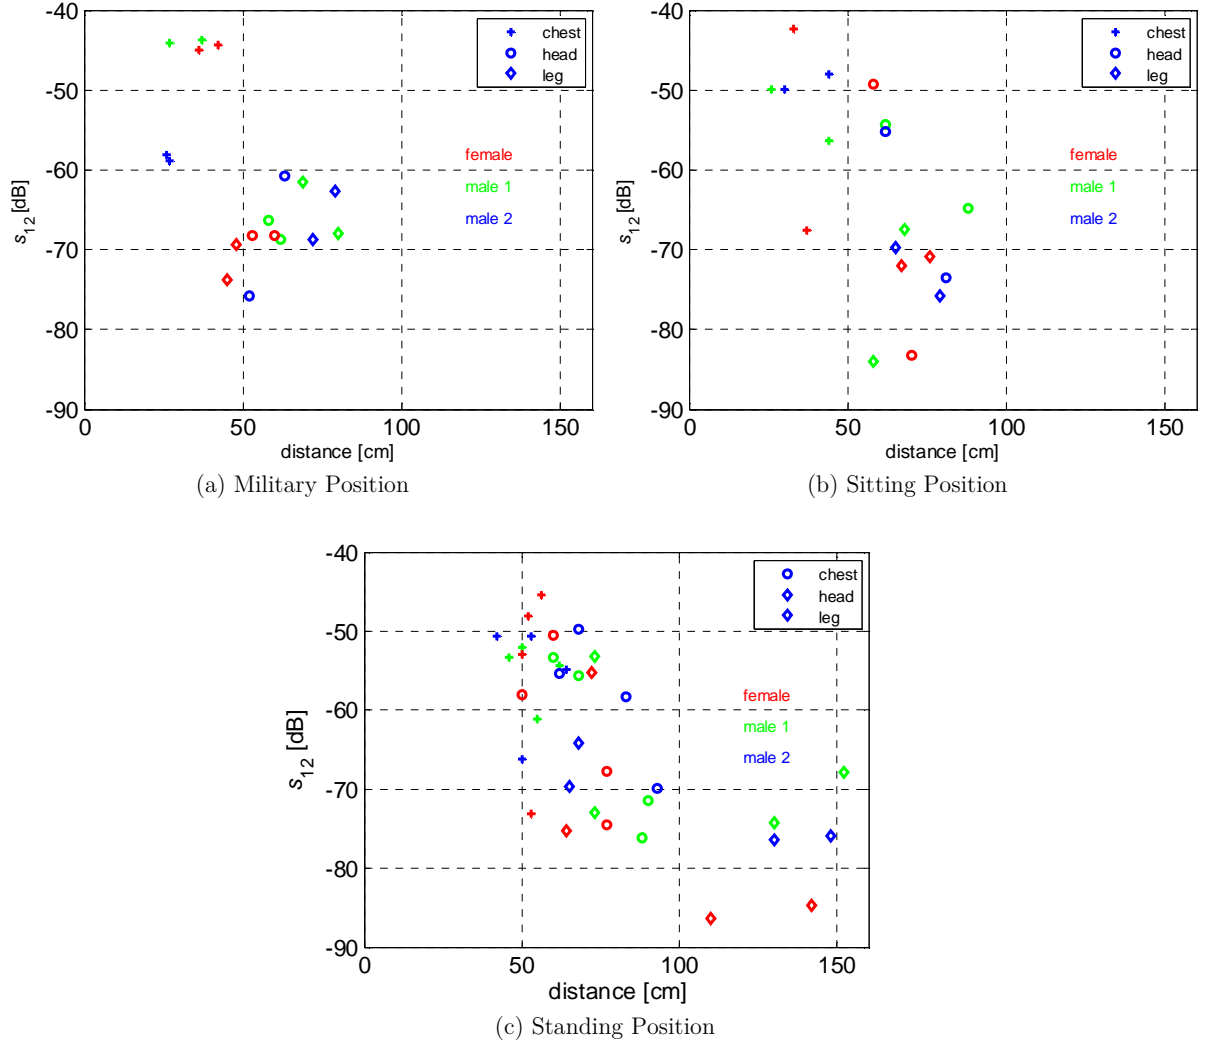 -40
-50
-60
-70
-80
-90
0
50
100
150
s12 [dB]
distance [cm]
chest
head
leg
female
male 1
male 2
(a) Military Position
-40
-50
-60
-70
-80
-90
0
50
100
150
s12 [dB]
distance [cm]
chest
head
leg
female
male 1
male 2
(b) Sitting Position
-40
-50
-60
-70
-80
-90
0
50
100
150
s12 [dB]
distance [cm]
chest
head
leg
female
male 1
male 2
(c) Standing Position